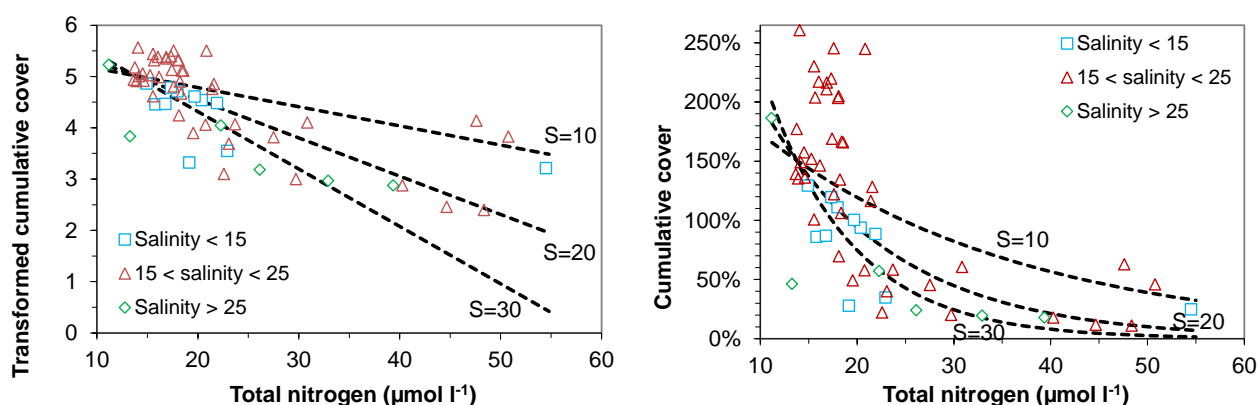 Transformed cumulative cover
6
5
4
3
2
1
0
10 20 30 40 50 60
Total nitrogen (µmol l-1)
S=10
S=20
S=30
Salinity < 15
15 < salinity < 25
Salinity > 25
Cumulative cover
250%
200%
150%
100%
50%
0%
10 20 30 40 50 60
Total nitrogen (µmol l-1)
Salinity < 15
15 < salinity < 25
Salinity > 25
S=10
S=20
S=30